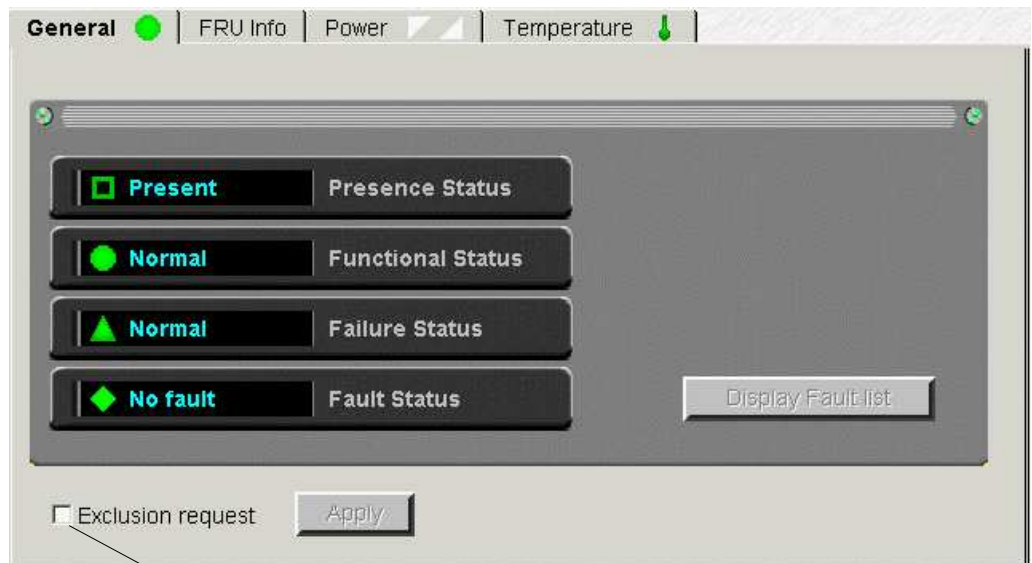 General FRU Info Power Temperature
Present Presence Status
Normal Functional Status
Normal Failure Status
No fault Fault Status
Display Fault list
Exclusion request Apply